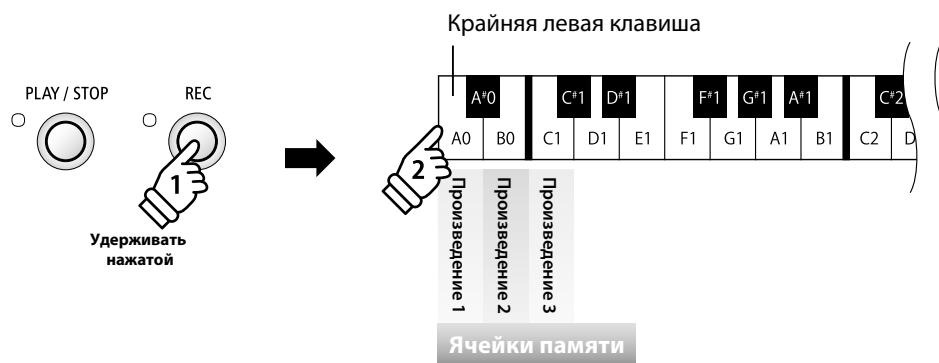 Крайняя левая клавиша
PLAY / STOP
REC
A#0
C#1
D#1
F#1
G#1
A#1
C#2
A0
B0
C1
D1
E1
F1
G1
A1
B1
C2
D
1
2
Удерживать
нажатой
Произведение 1
Произведение 2
Произведение 3
Ячейки памяти